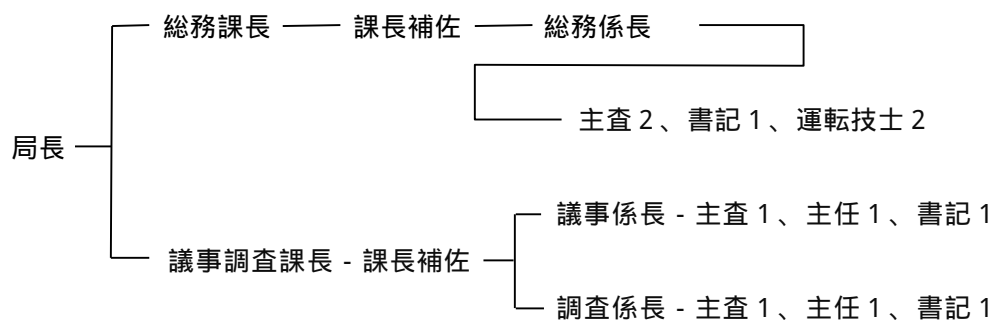 総務課長 課長補佐 総務係長
主査２、書記１、運転技士２
局長
議事係長 - 主査１、主任１、書記１
議事調査課長 - 課長補佐
調査係長 - 主査１、主任１、書記１